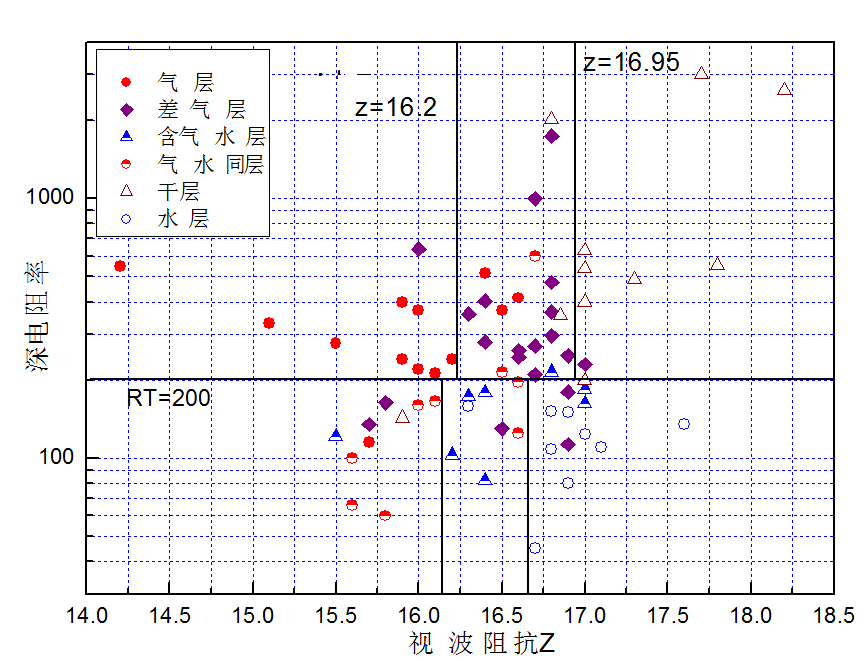 z=16.95
z=16.2
气 层
差 气 层
含气 水 层
气 水 同层
干层
水 层
1000
深电阻率
RT=200
100
14.0 14.5 15.0 15.5 16.0 16.5 17.0 17.5 18.0 18.5
视 波 阻 抗Z